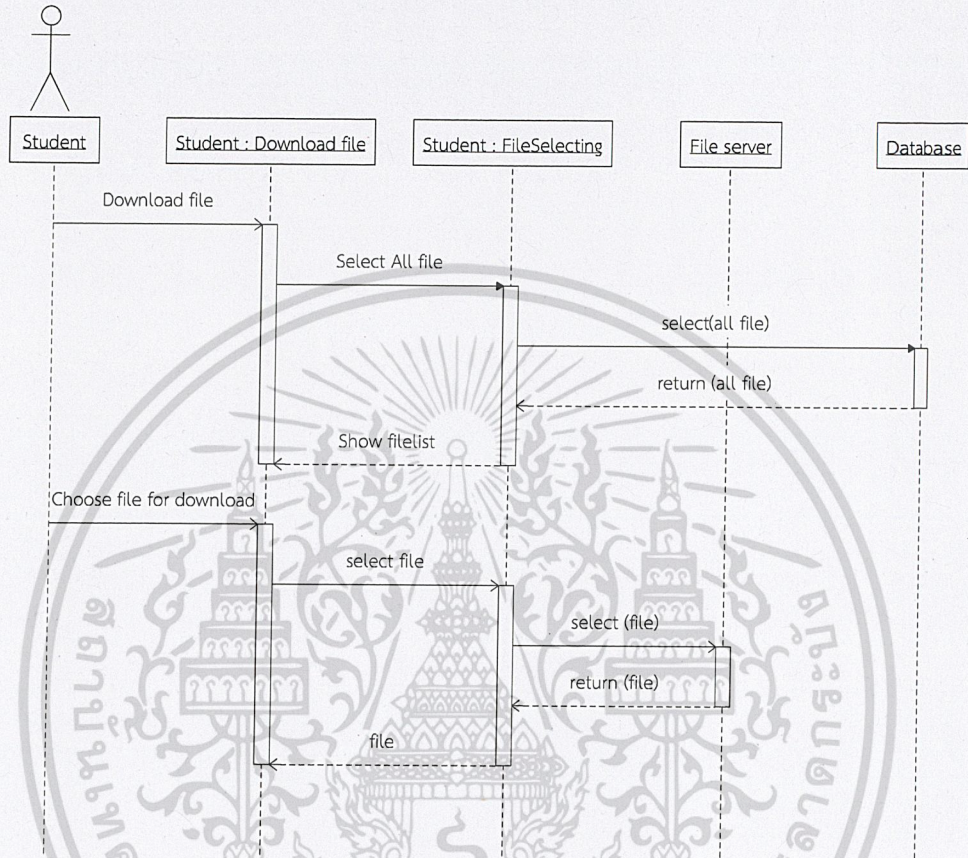 Student
Student : Download file
Student : FileSelecting
File server
Database
Download file
Select All file
select(all file)
return (all file)
Show filelist
Choose file for download
select file
select (file)
return (file)
file